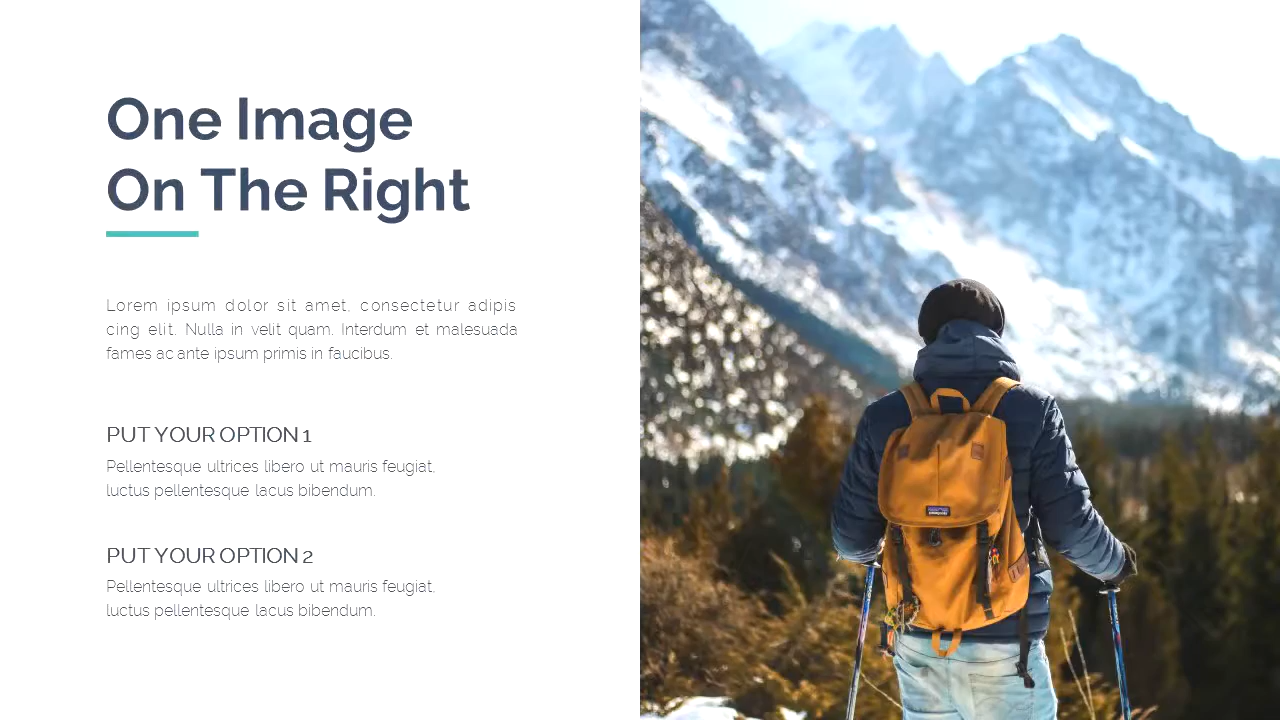 One Image
On The Right
Lorem ipsum dolor sit amet, consectetur adipis
cing elit. Nulla in velit quam. Interdum et malesuada
fames ac ante ipsum primis in faucibus.
PUT YOUR OPTION 1
Pellentesque ultrices libero ut mauris feugiat,
luctus pellentesque lacus bibendum.
PUT YOUR OPTION 2
Pellentesque ultrices libero ut mauris feugiat,
luctus pellentesque lacus bibendum.